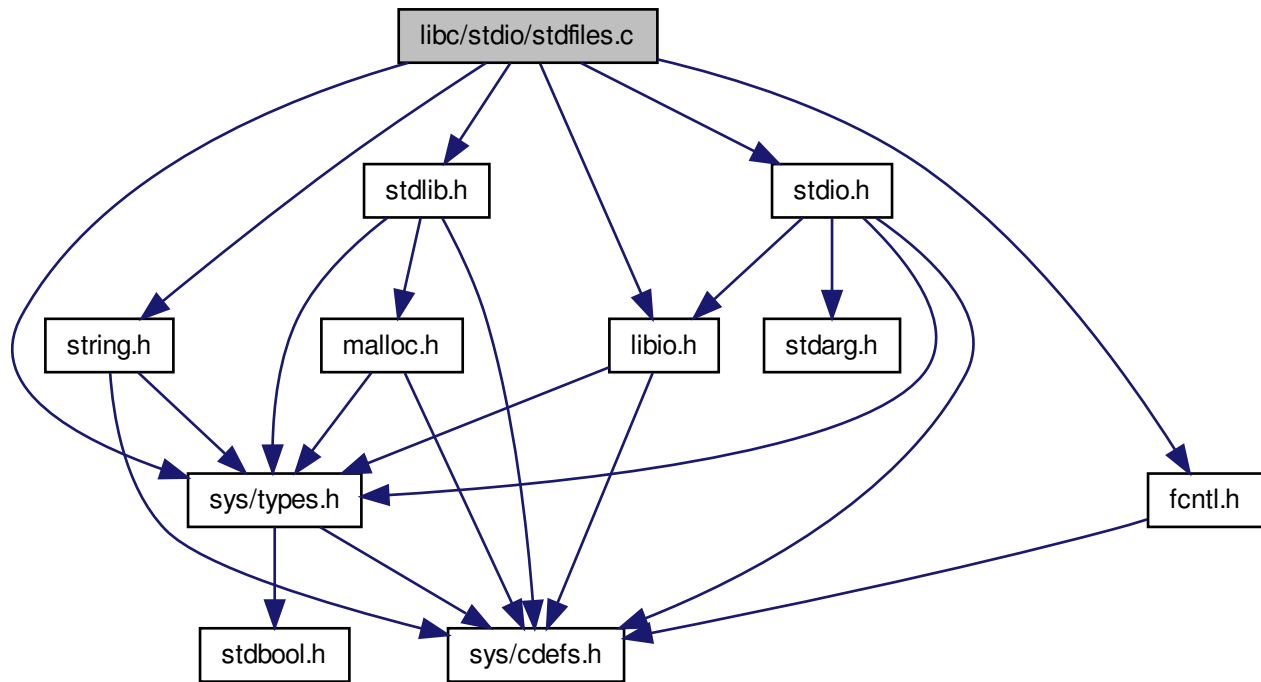 libc/stdio/stdfiles.c
stdlib.h
stdio.h
string.h
malloc.h
libio.h
stdarg.h
sys/types.h
fcntl.h
stdbool.h
sys/cdefs.h